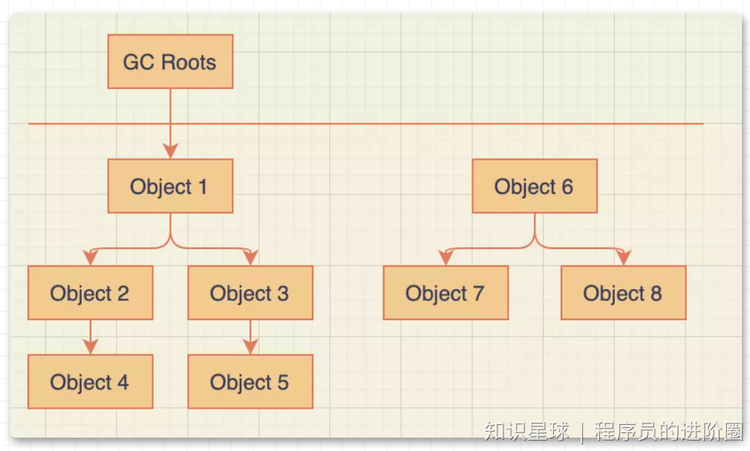 GC Roots
Object 1
Object 6
Object 2
Object 3
Object 7
Object 8
Object 4
Object 5
知识星球 | 程序员的进阶圈